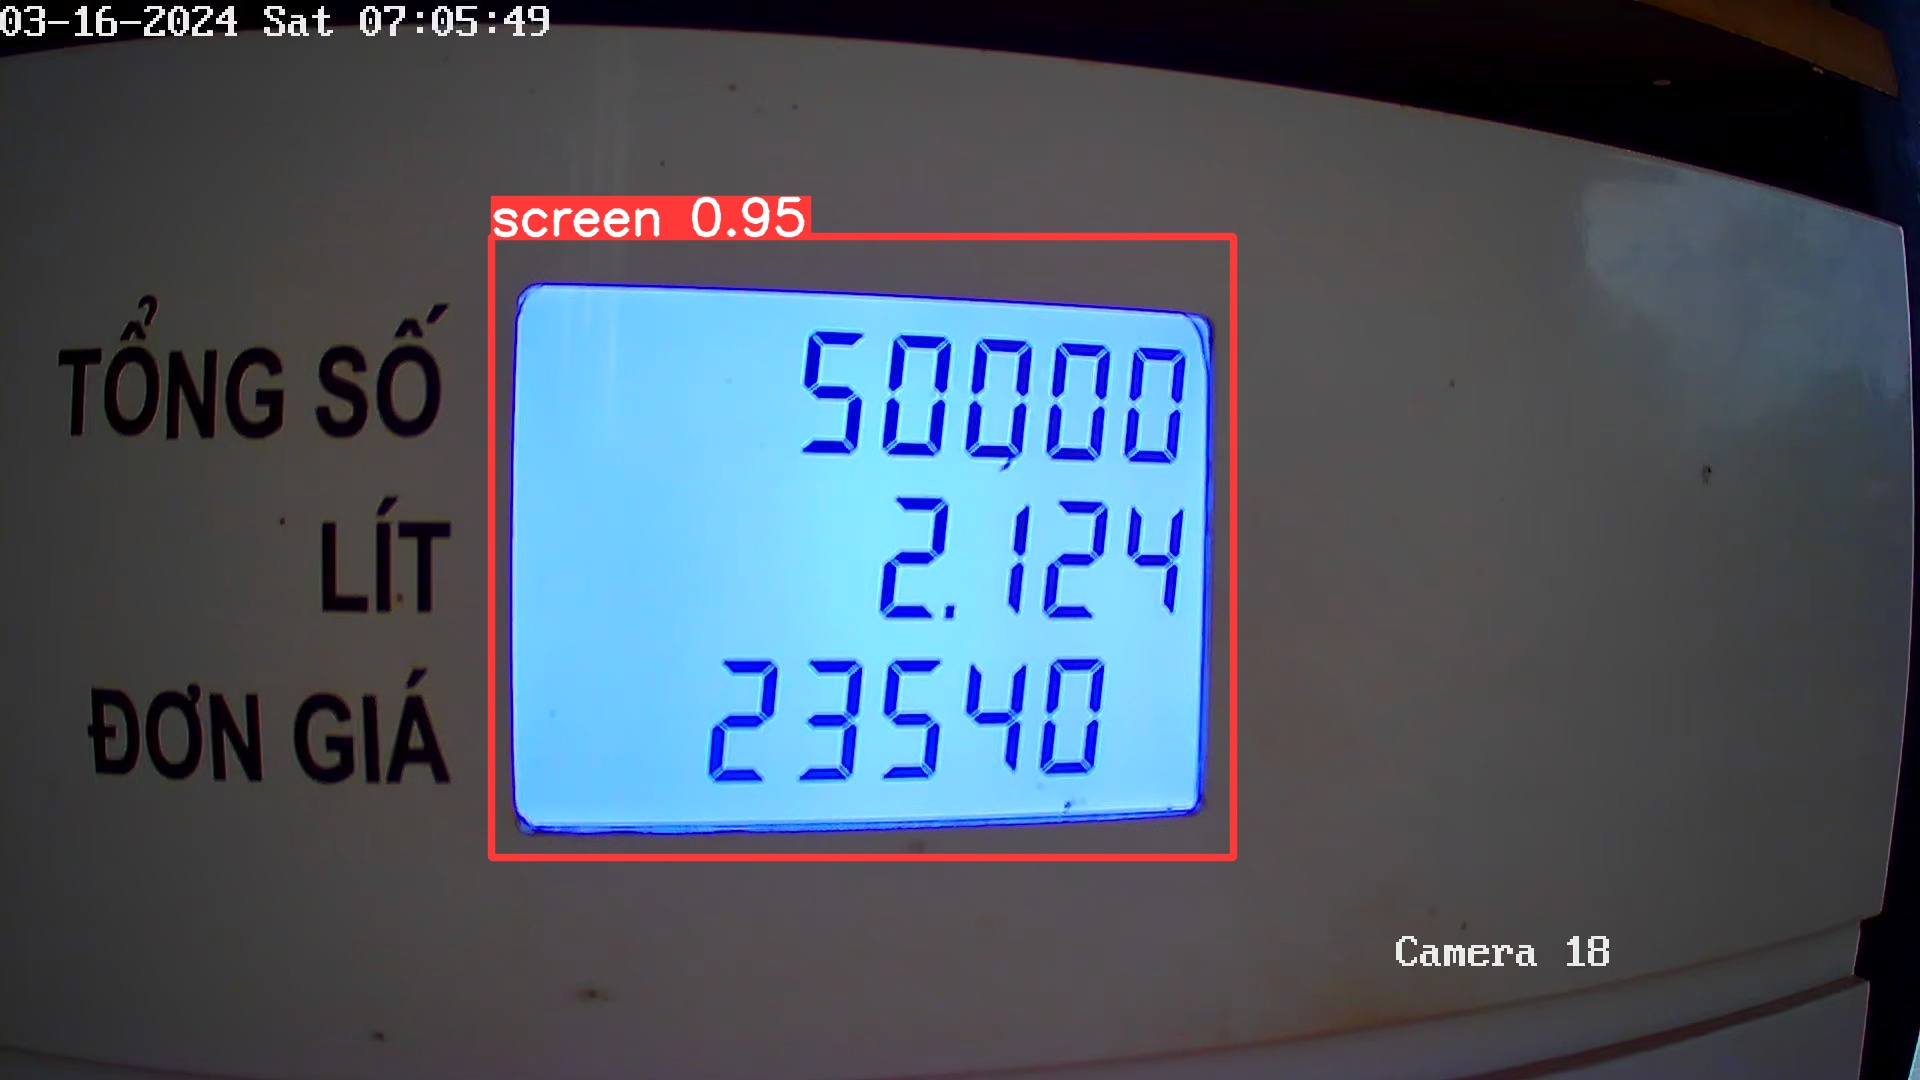 03-16-2024 Sat 07:05:49
screen 0.95
TỔNG SỐ 50000
LÍT 2.124
ĐƠN GIÁ 23540
Camera 18